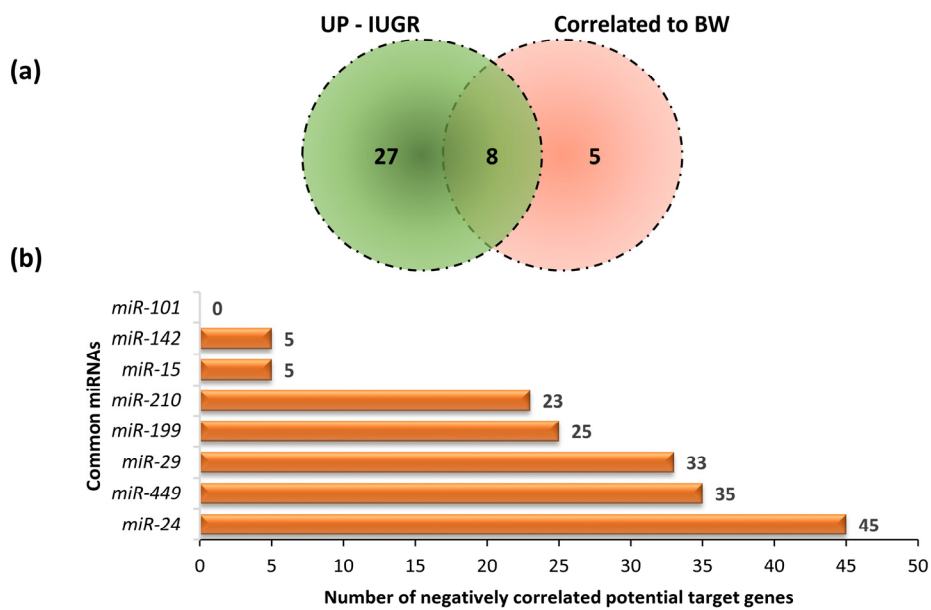 UP - IUGR Correlated to BW
(a)
27 8 5
(b)
miR-101 0
miR-142 5
miR-15 5
miR-210 23
miR-199 25
miR-29 33
miR-449 35
miR-24 45
Common miRNAs
0 5 10 15 20 25 30 35 40 45 50
Number of negatively correlated potential target genes